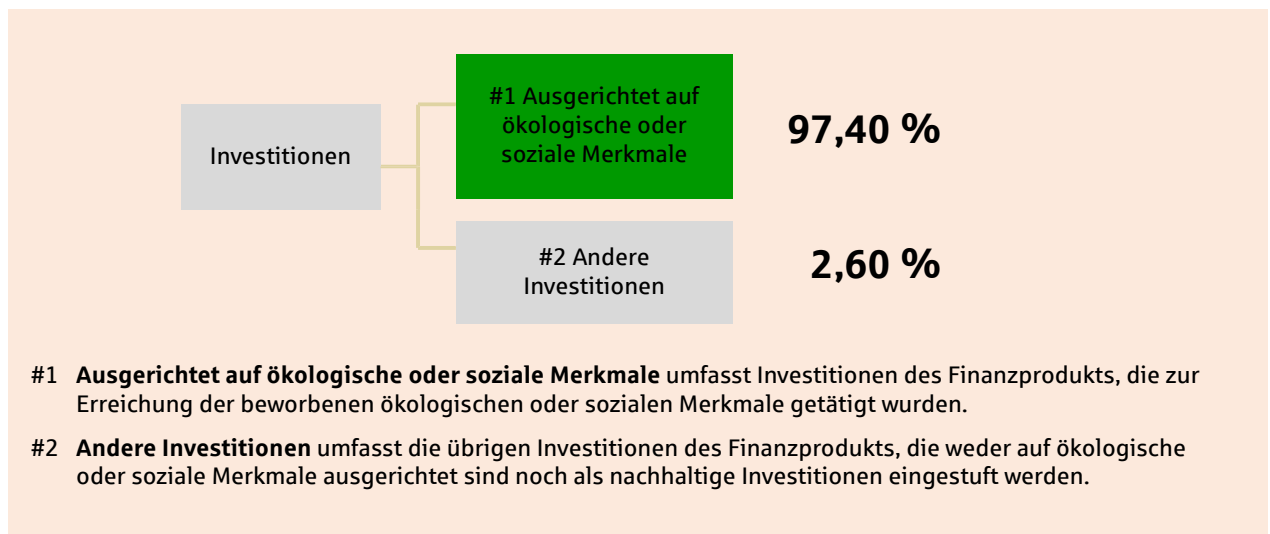 #1 Ausgerichtet auf
ökologische oder
soziale Merkmale
97,40 %
Investitionen
#2 Andere
Investitionen
2,60 %
#1 Ausgerichtet auf ökologische oder soziale Merkmale umfasst Investitionen des Finanzprodukts, die zur
Erreichung der beworbenen ökologischen oder sozialen Merkmale getätigt wurden.
#2 Andere Investitionen umfasst die übrigen Investitionen des Finanzprodukts, die weder auf ökologische
oder soziale Merkmale ausgerichtet sind noch als nachhaltige Investitionen eingestuft werden.